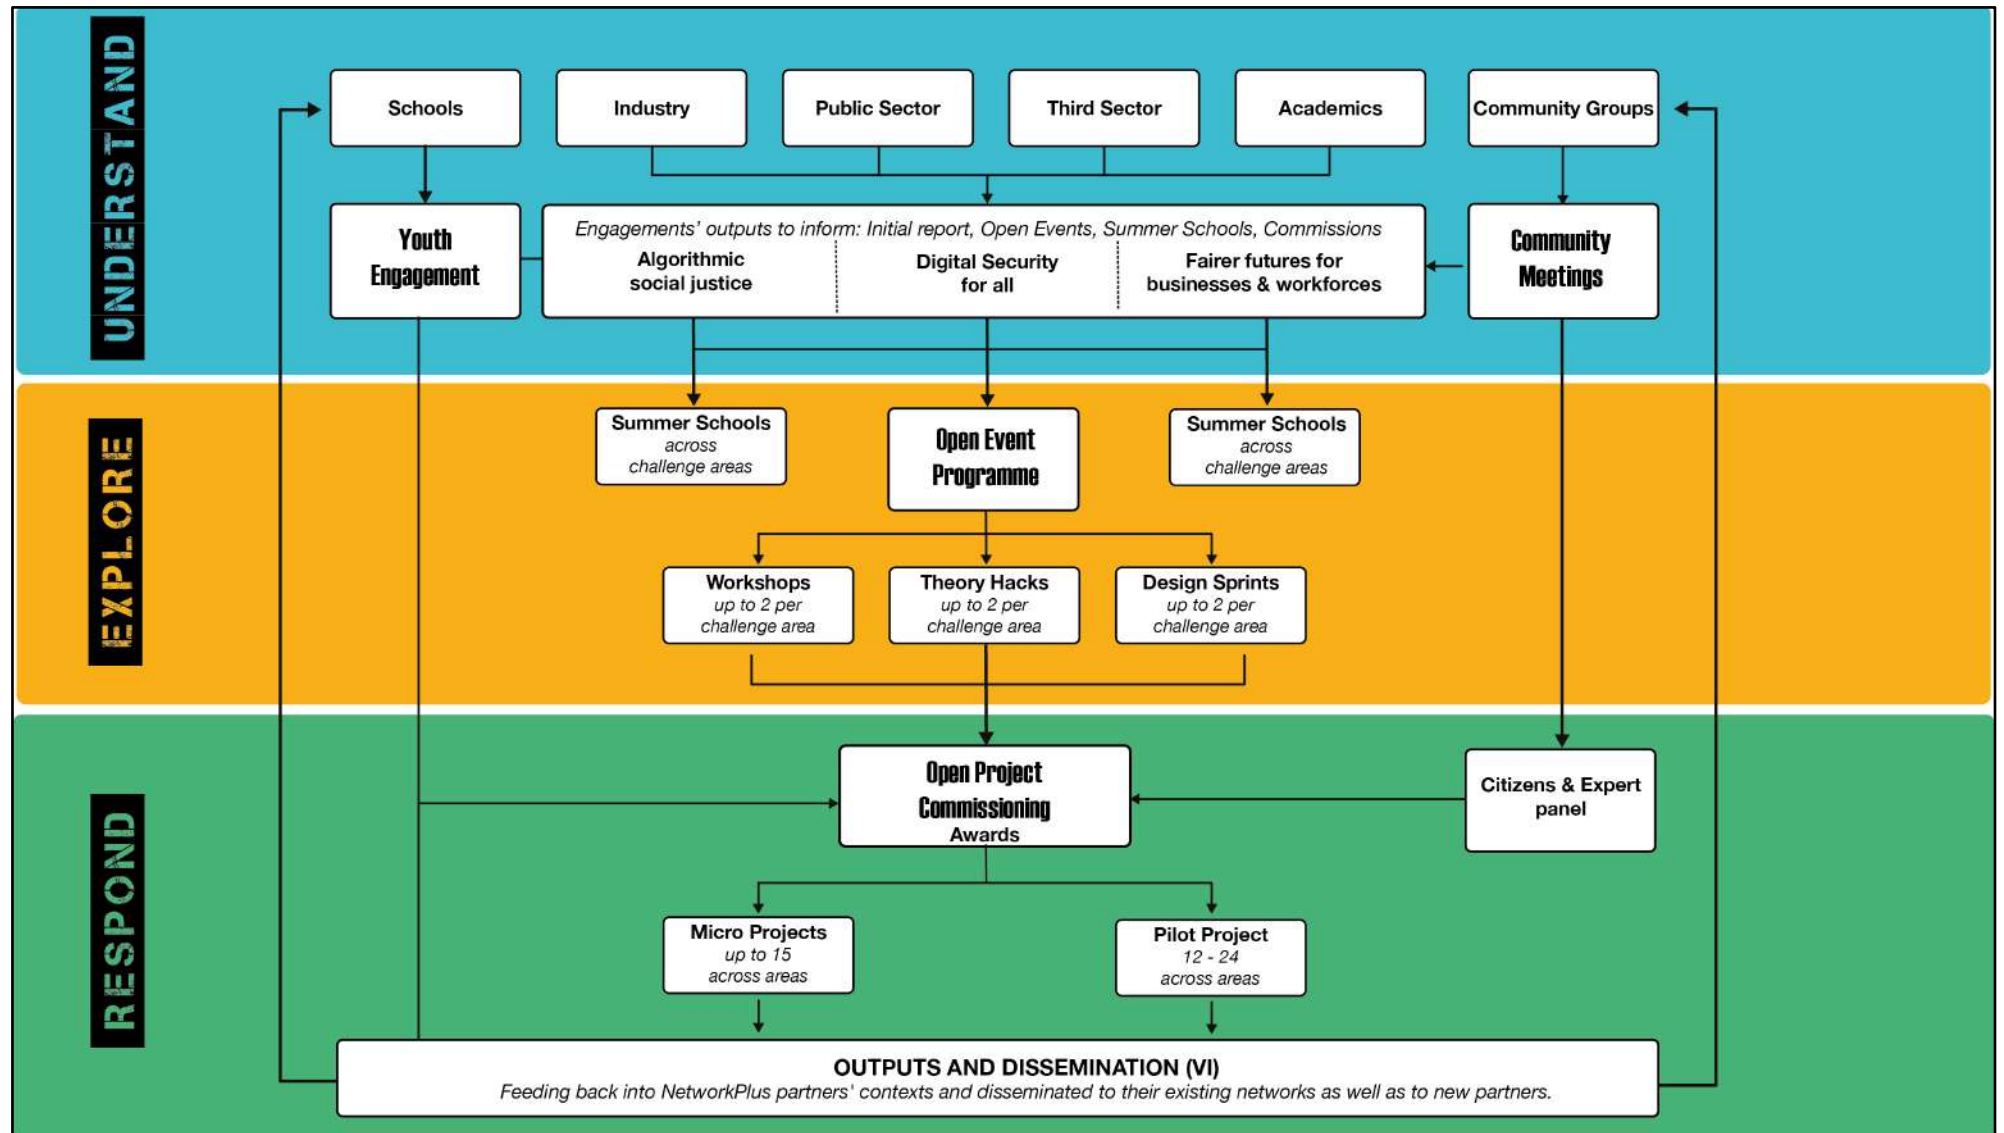 UNDERSTAND
Schools
Industry
Public Sector
Third Sector
Academics
Community Groups
Youth
Engagement
Engagements' outputs to inform: Initial report, Open Events, Summer Schools, Commissions
Algorithmic
social justice
Digital Security
for all
Fairer futures for
businesses & workforces
Community
Meetings
EXPLORE
Summer Schools
across
challenge areas
Open Event
Programme
Summer Schools
across
challenge areas
Workshops
up to 2 per
challenge area
Theory Hacks
up to 2 per
challenge area
Design Sprints
up to 2 per
challenge area
RESPOND
Open Project
Commissioning
Awards
Citizens & Expert
panel
Micro Projects
up to 15
across areas
Pilot Project
12 - 24
across areas
OUTPUTS AND DISSEMINATION (VI)
Feeding back into NetworkPlus partners' contexts and disseminated to their existing networks as well as to new partners.